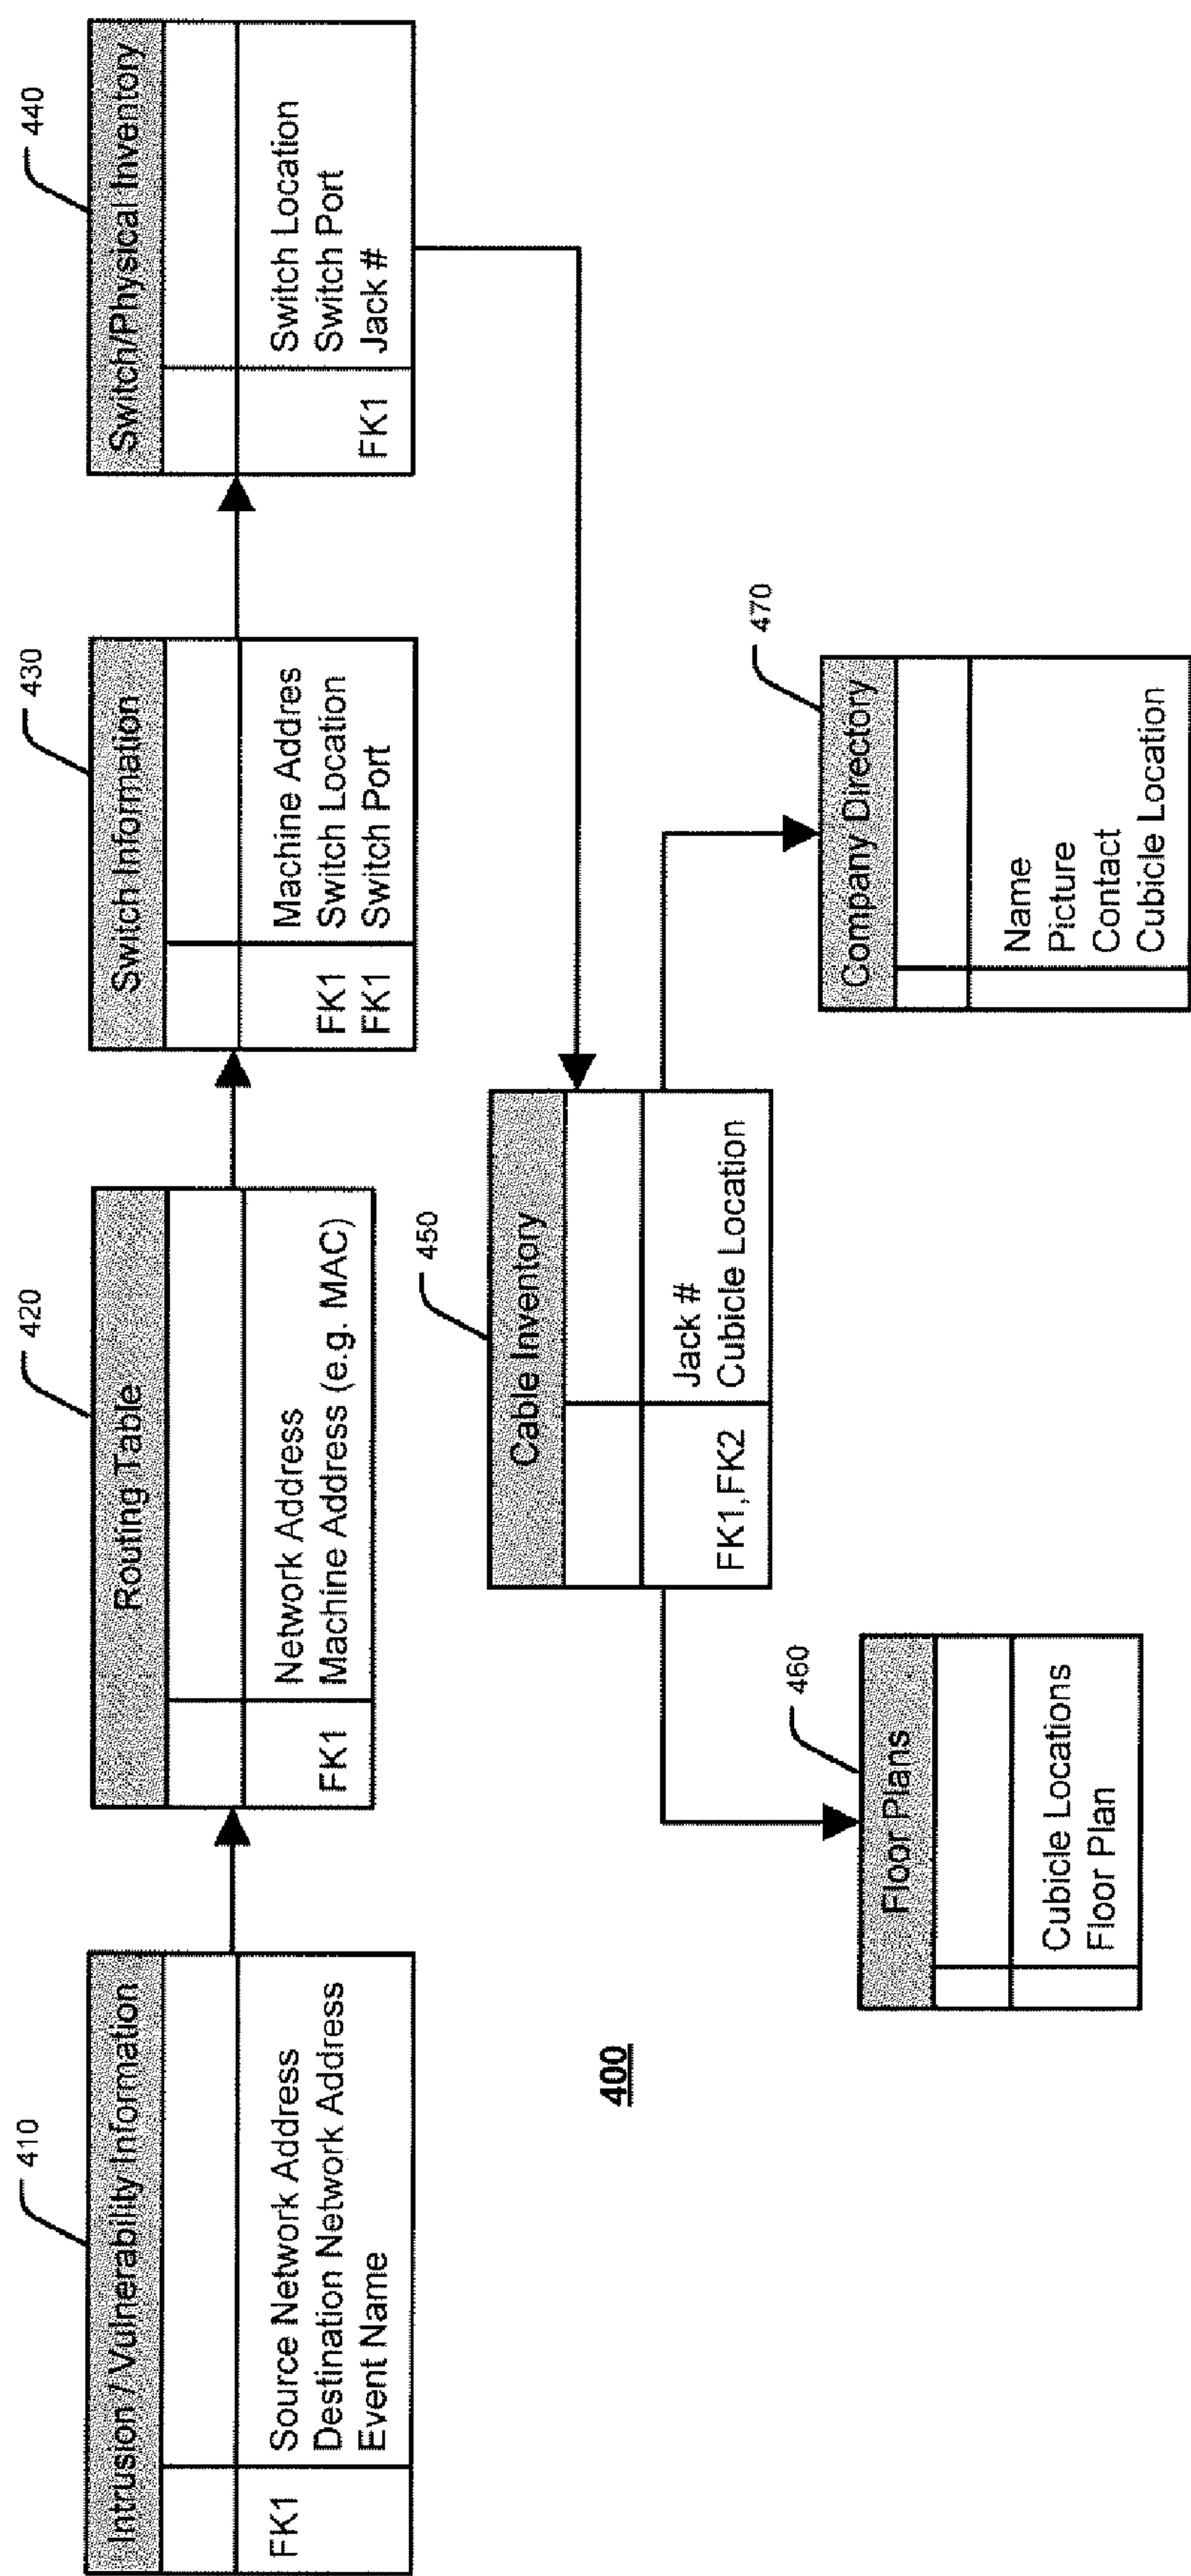 410
Intrusion / Vulnerability Information
FK1 Source Network Address
Destination Network Address
Event Name
420
Routing Table
Network Address
FK1 Machine Address (e.g. MAC)
430
Switch Information
Machine Addres
FK1 Switch Location
FK1 Switch Port
440
Switch/Physical Inventory
Switch Location
Switch Port
FK1 Jack #
450
Cable Inventory
Jack #
FK1,FK2 Cubicle Location
460
Floor Plans
Cubicle Locations
Floor Plan
470
Company Directory
Name
Picture
Contact
Cubicle Location
400